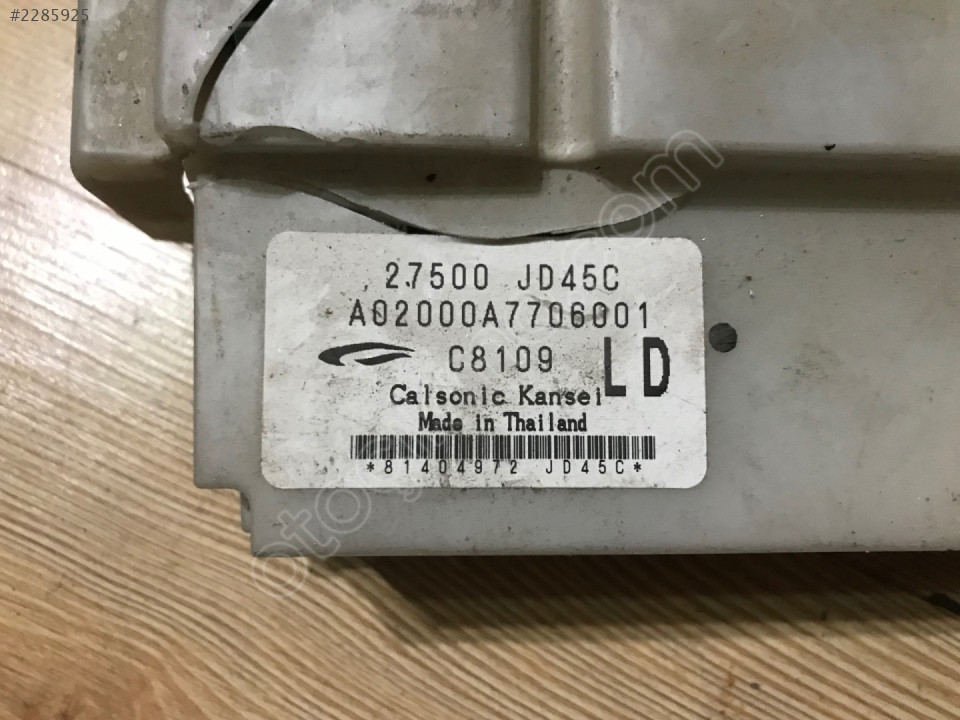 #2285925
27500 JD45C
A02000A7706001
C8109
LD
Calsonic Kansei
Made in Thailand
*81404972 JD45C*